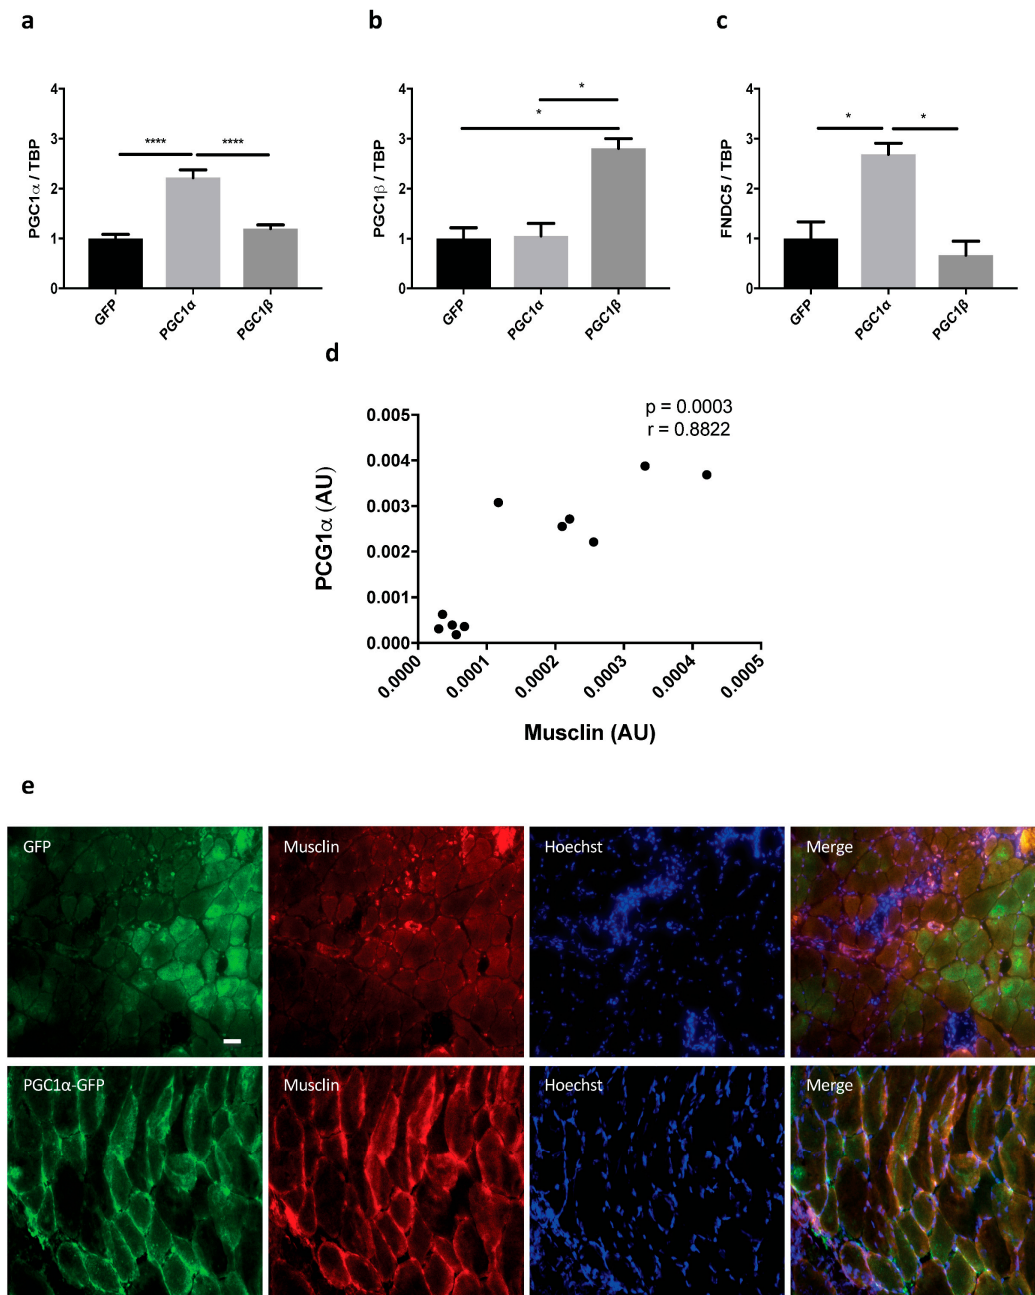 a
b
c
PGC1α / TBP
4
3
2
1
0
****
****
GFP
PGC1α
PGC1β
PGC1β / TBP
4
3
2
1
0
*
*
GFP
PGC1α
PGC1β
FNDC5 / TBP
4
3
2
1
0
*
*
GFP
PGC1α
PGC1β
d
p = 0.0003
r = 0.8822
PCG1α (AU)
0.005
0.004
0.003
0.002
0.001
0.000
0.0000
0.0001
0.0002
0.0003
0.0004
0.0005
Musclin (AU)
e
GFP
Musclin
Hoechst
Merge
PGC1α-GFP
Musclin
Hoechst
Merge